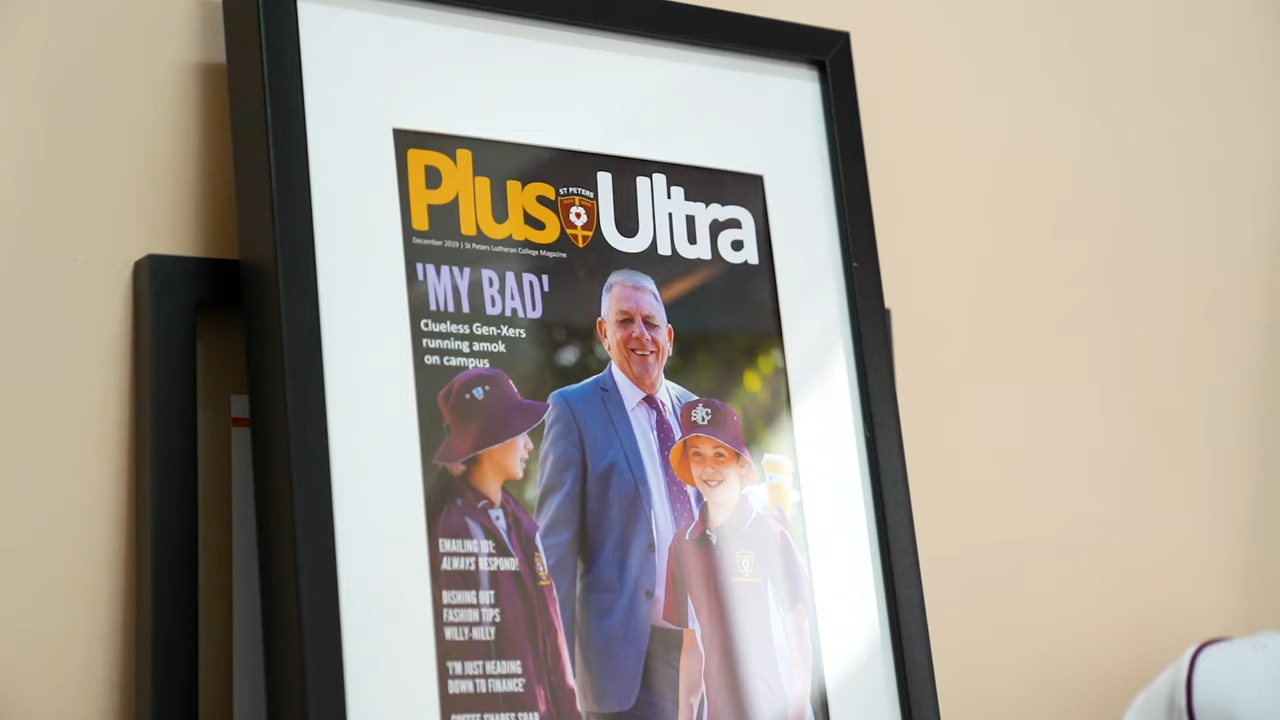 Plus Ultra
ST PETERS
December 2019 | St Peters Lutheran College Magazine
'MY BAD'
Clueless Gen-Xers
running amok
on campus
SPLC
EMAILING 101:
ALWAYS RESPOND!
DISHING OUT
FASHION TIPS
WILLY-NILLY
'I'M JUST HEADING
DOWN TO FINANCE'